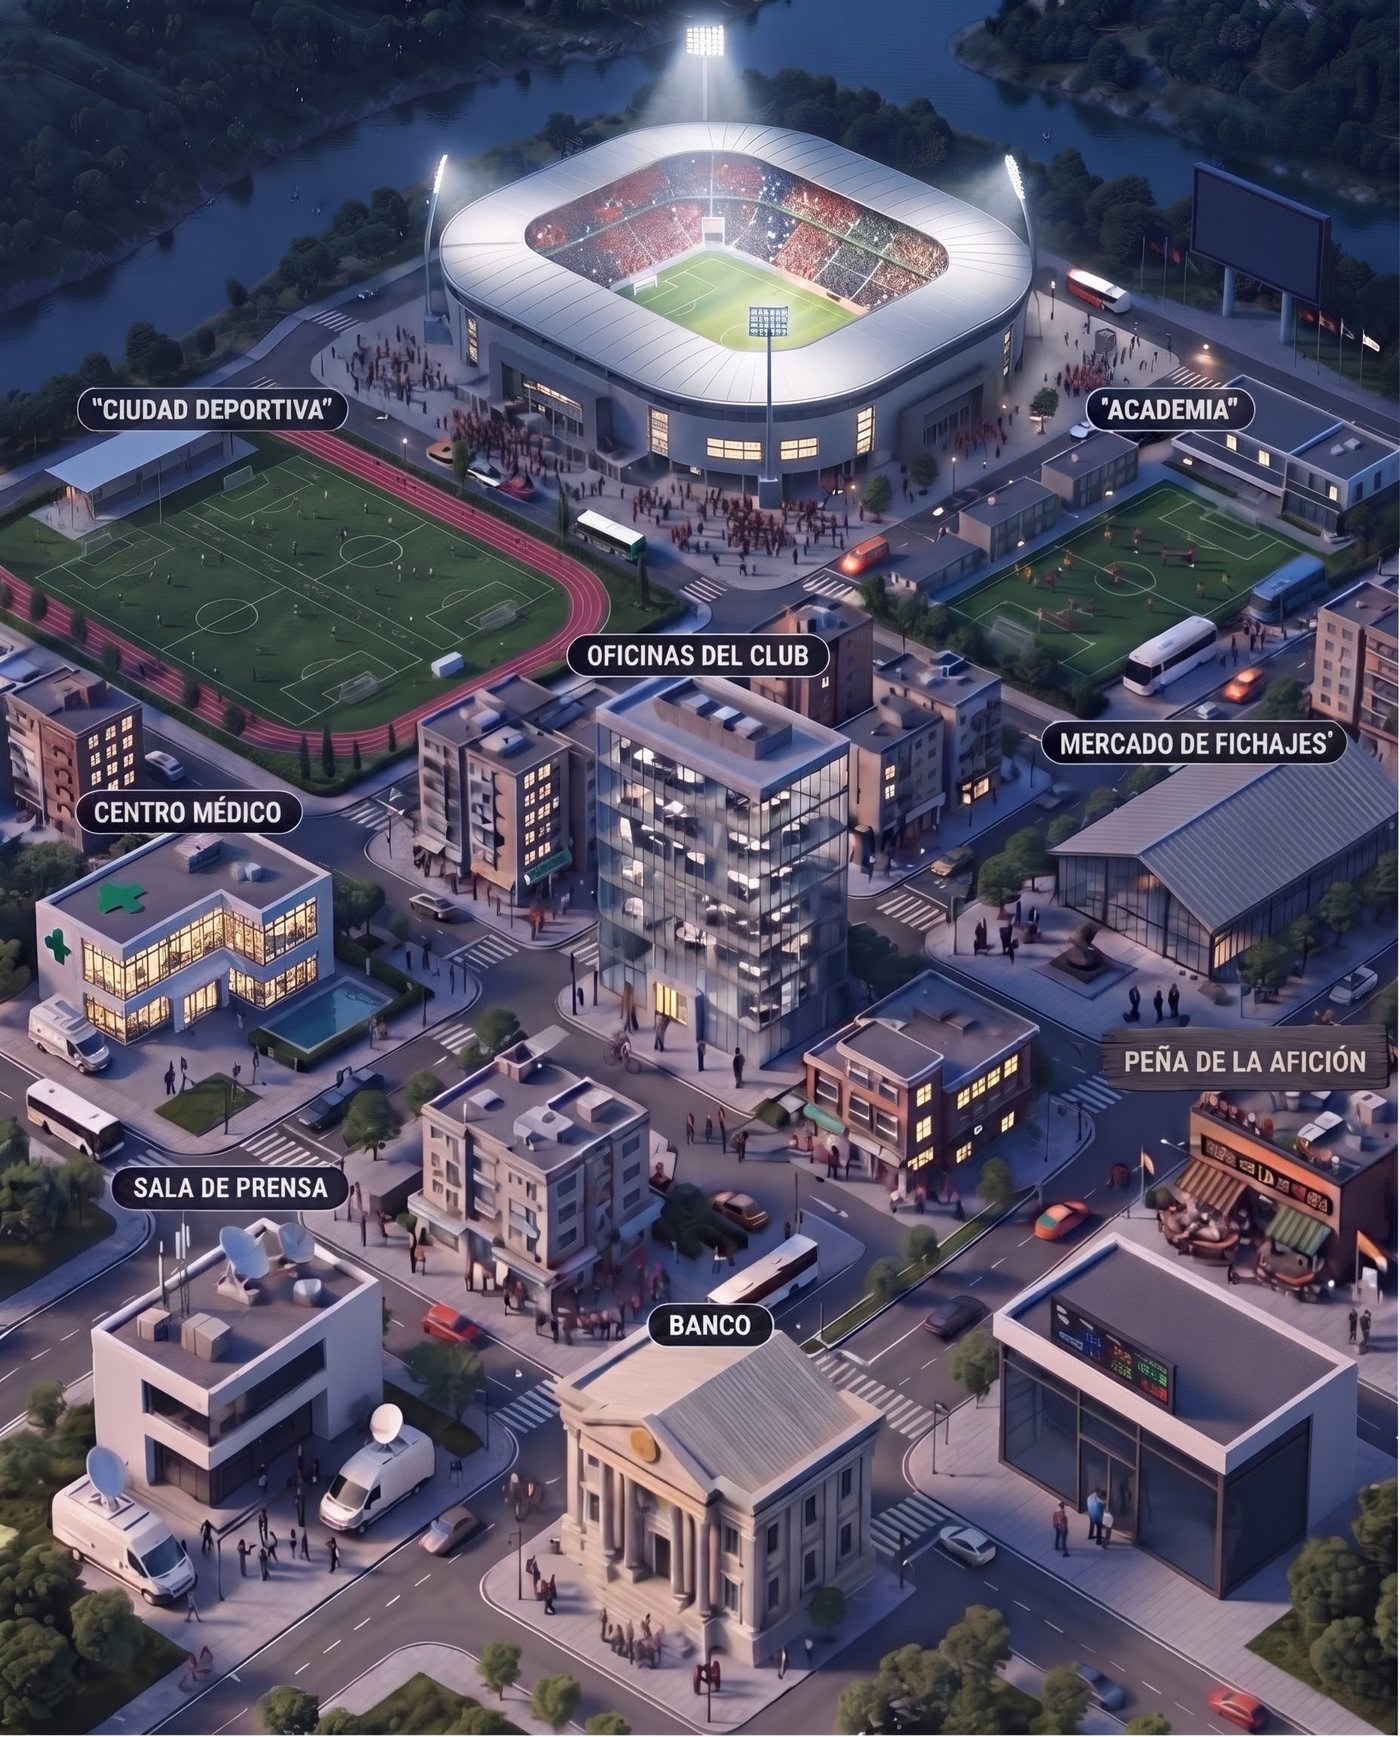 "CIUDAD DEPORTIVA"
"ACADEMIA"
OFICINAS DEL CLUB
MERCADO DE FICHAJES'
CENTRO MÉDICO
PEÑA DE LA AFICIÓN
SALA DE PRENSA
BANCO